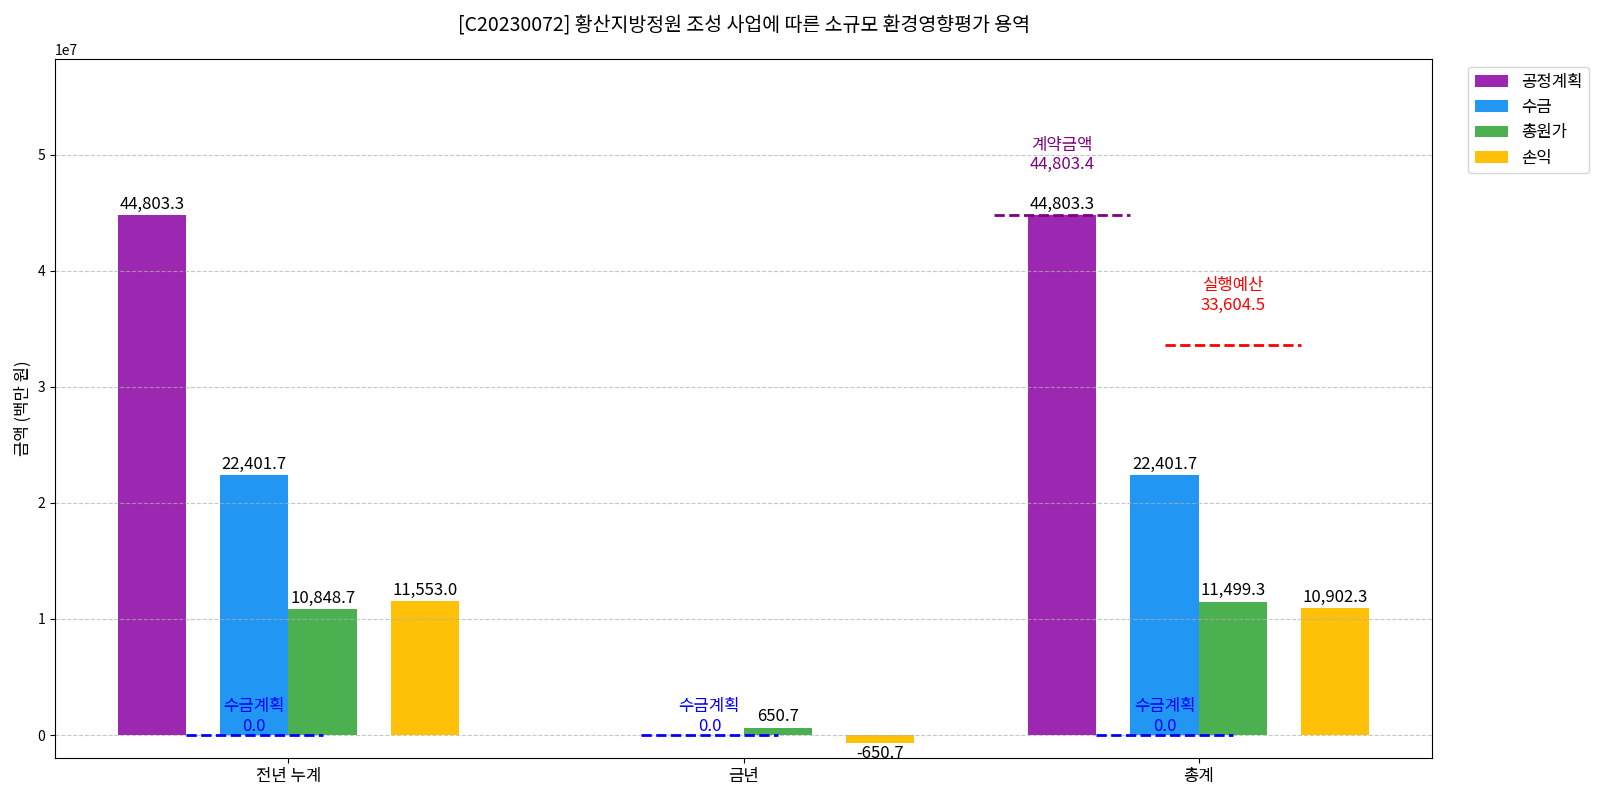 [C20230072] 황산지방정원 조성 사업에 따른 소규모 환경영향평가 용역
1e7
공정계획
수금
총원가
손익
금액 (백만 원)
5
4
3
2
1
0
44,803.3
22,401.7
10,848.7
11,553.0
수금계획
0.0
수금계획
0.0
650.7
-650.7
계약금액
44,803.4
44,803.3
실행예산
33,604.5
22,401.7
11,499.3
10,902.3
수금계획
0.0
전년 누계
금년
총계